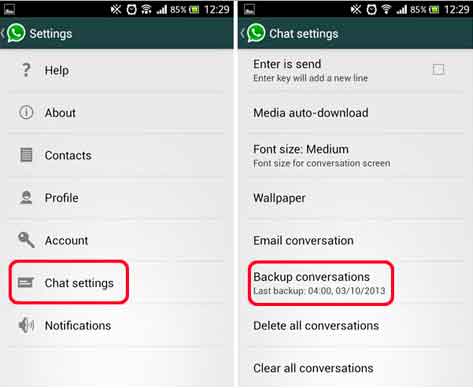 85% 12:29
Settings
Help
About
Contacts
Profile
Account
Chat settings
Notifications
85% 12:29
Chat settings
Enter is send
Enter key will add a new line
Media auto-download
Font size: Medium
Font size for conversation screen
Wallpaper
Email conversation
Backup conversations
Last backup: 04:00, 03/10/2013
Delete all conversations
Clear all conversations